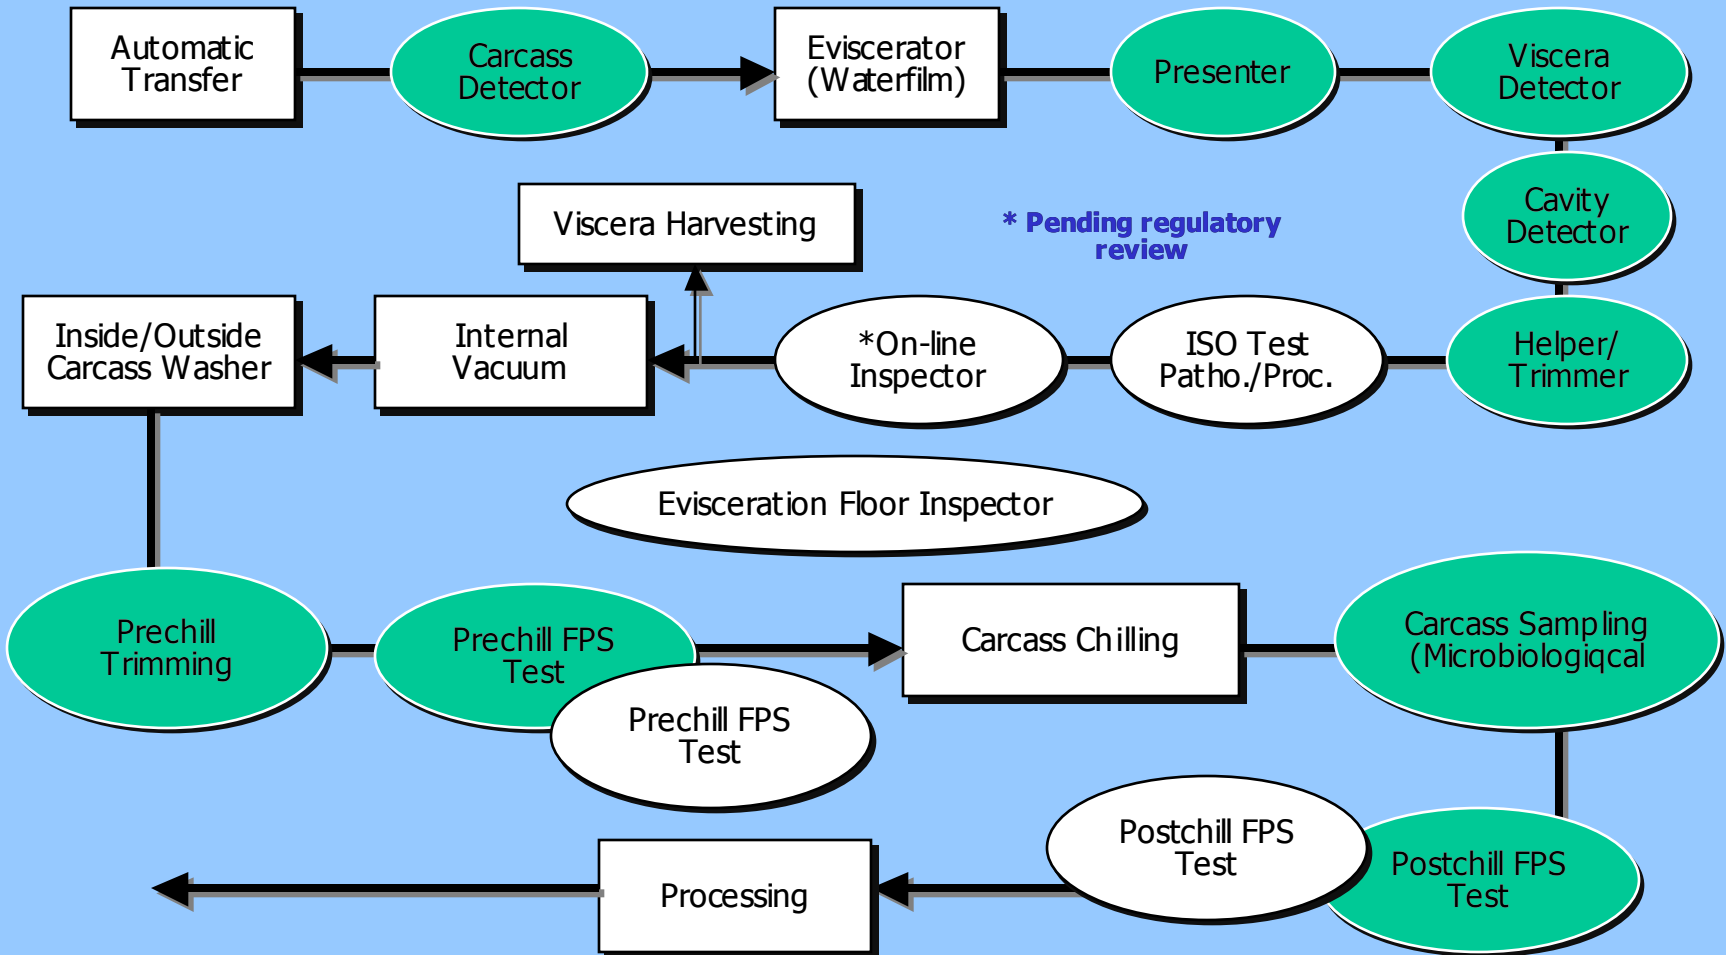 Automatic
Transfer
Carcass
Detector
Eviscerator
(Waterfilm)
Presenter
Viscera
Detector
Cavity
Detector
Viscera Harvesting
* Pending regulatory
review
Inside/Outside
Carcass Washer
Internal
Vacuum
*On-line
Inspector
ISO Test
Patho./Proc.
Helper/
Trimmer
Evisceration Floor Inspector
Prechill
Trimming
Prechill FPS
Test
Prechill FPS
Test
Carcass Chilling
Carcass Sampling
(Microbiologiqcal
Postchill FPS
Test
Postchill FPS
Test
Processing